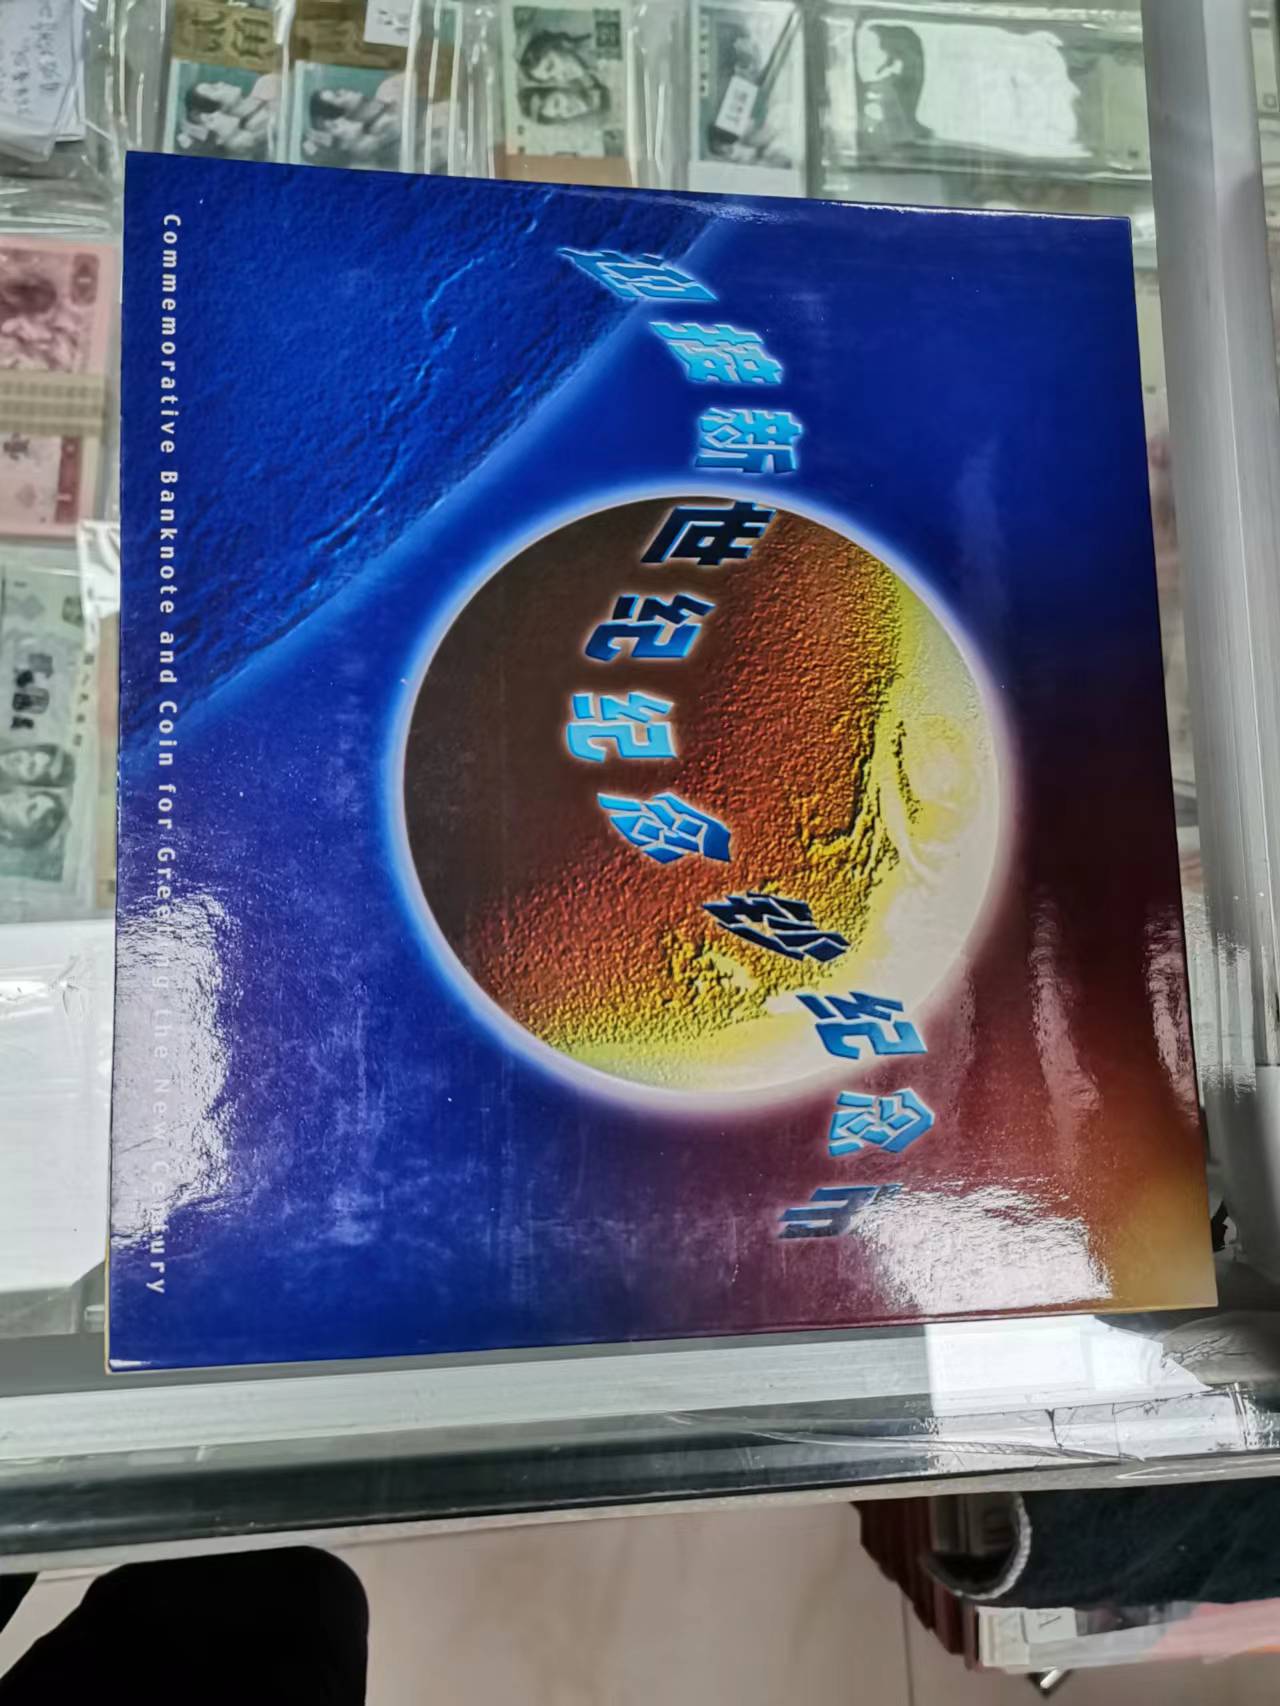 迎接新世纪纪念钞纪念币
Commemorative Banknote and Coin for Greeting the New Century